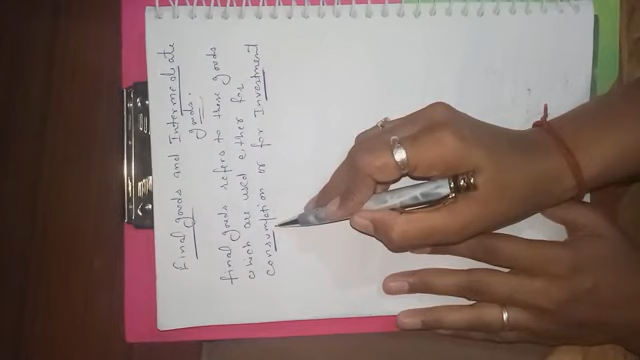 Final goods and Intermediate
goods.
final goods refers to those goods
which are used either for
consumtion or for Investment